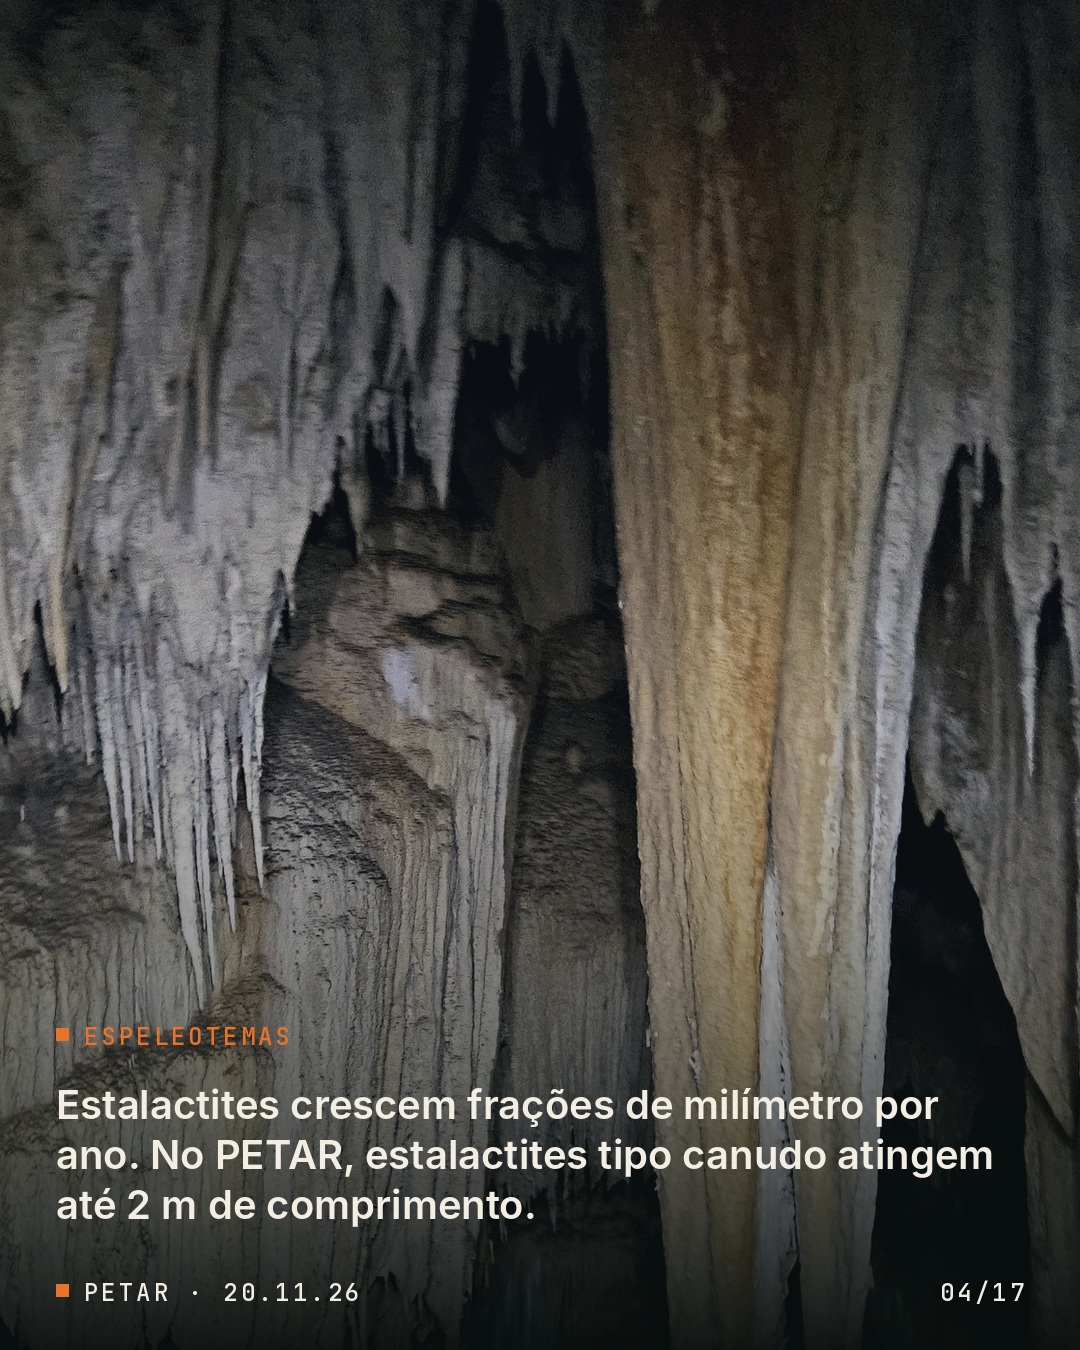 ESPELEOTEMAS
Estalactites crescem frações de milímetro por
ano. No PETAR, estalactites tipo canudo atingem
até 2 m de comprimento.
PETAR · 20.11.26
04/17